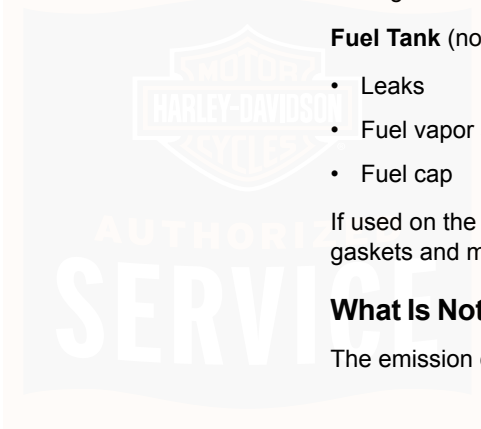 Fuel Tank (no
• Leaks
• Fuel vapor
• Fuel cap
If used on the
gaskets and m
What Is Not
The emission
MOTOR
HARLEY-DAVIDSON
CYCLES
AUTHORIZ
SERVICE